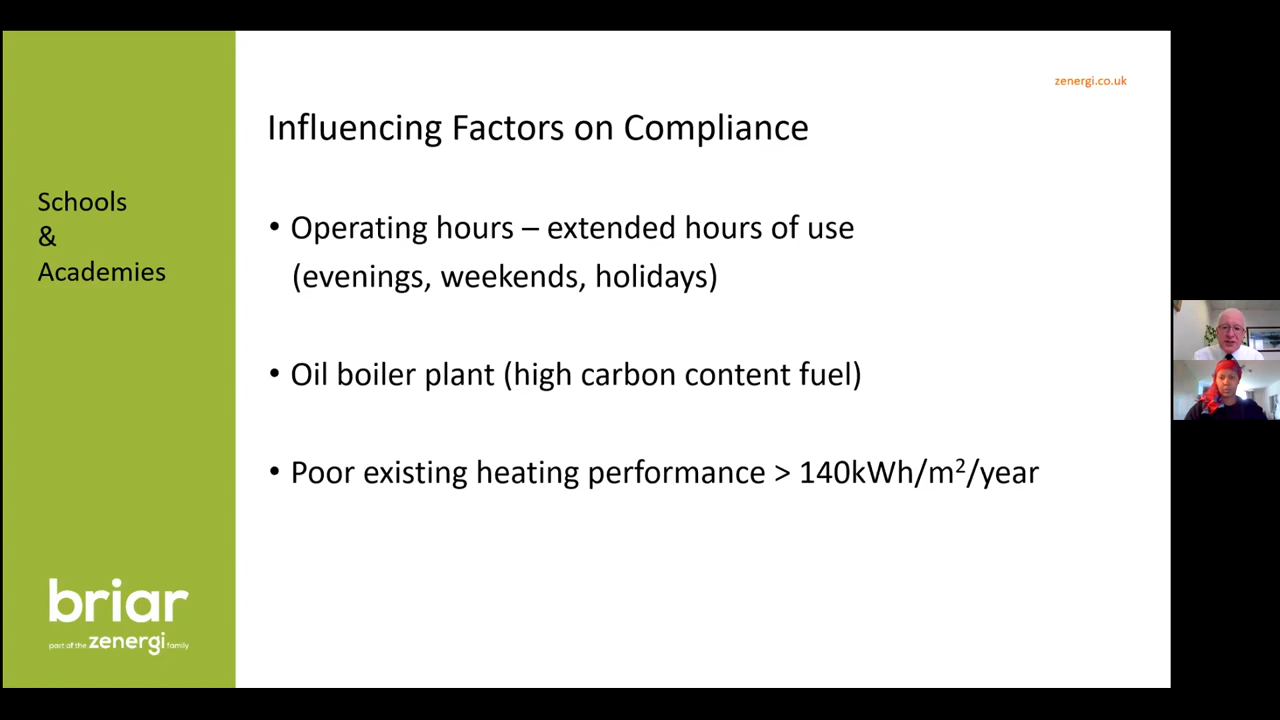 zenergi.co.uk
Influencing Factors on Compliance
Schools
&
Academies
• Operating hours – extended hours of use
(evenings, weekends, holidays)
• Oil boiler plant (high carbon content fuel)
• Poor existing heating performance > 140kWh/m²/year
briar
part of the zenergi family